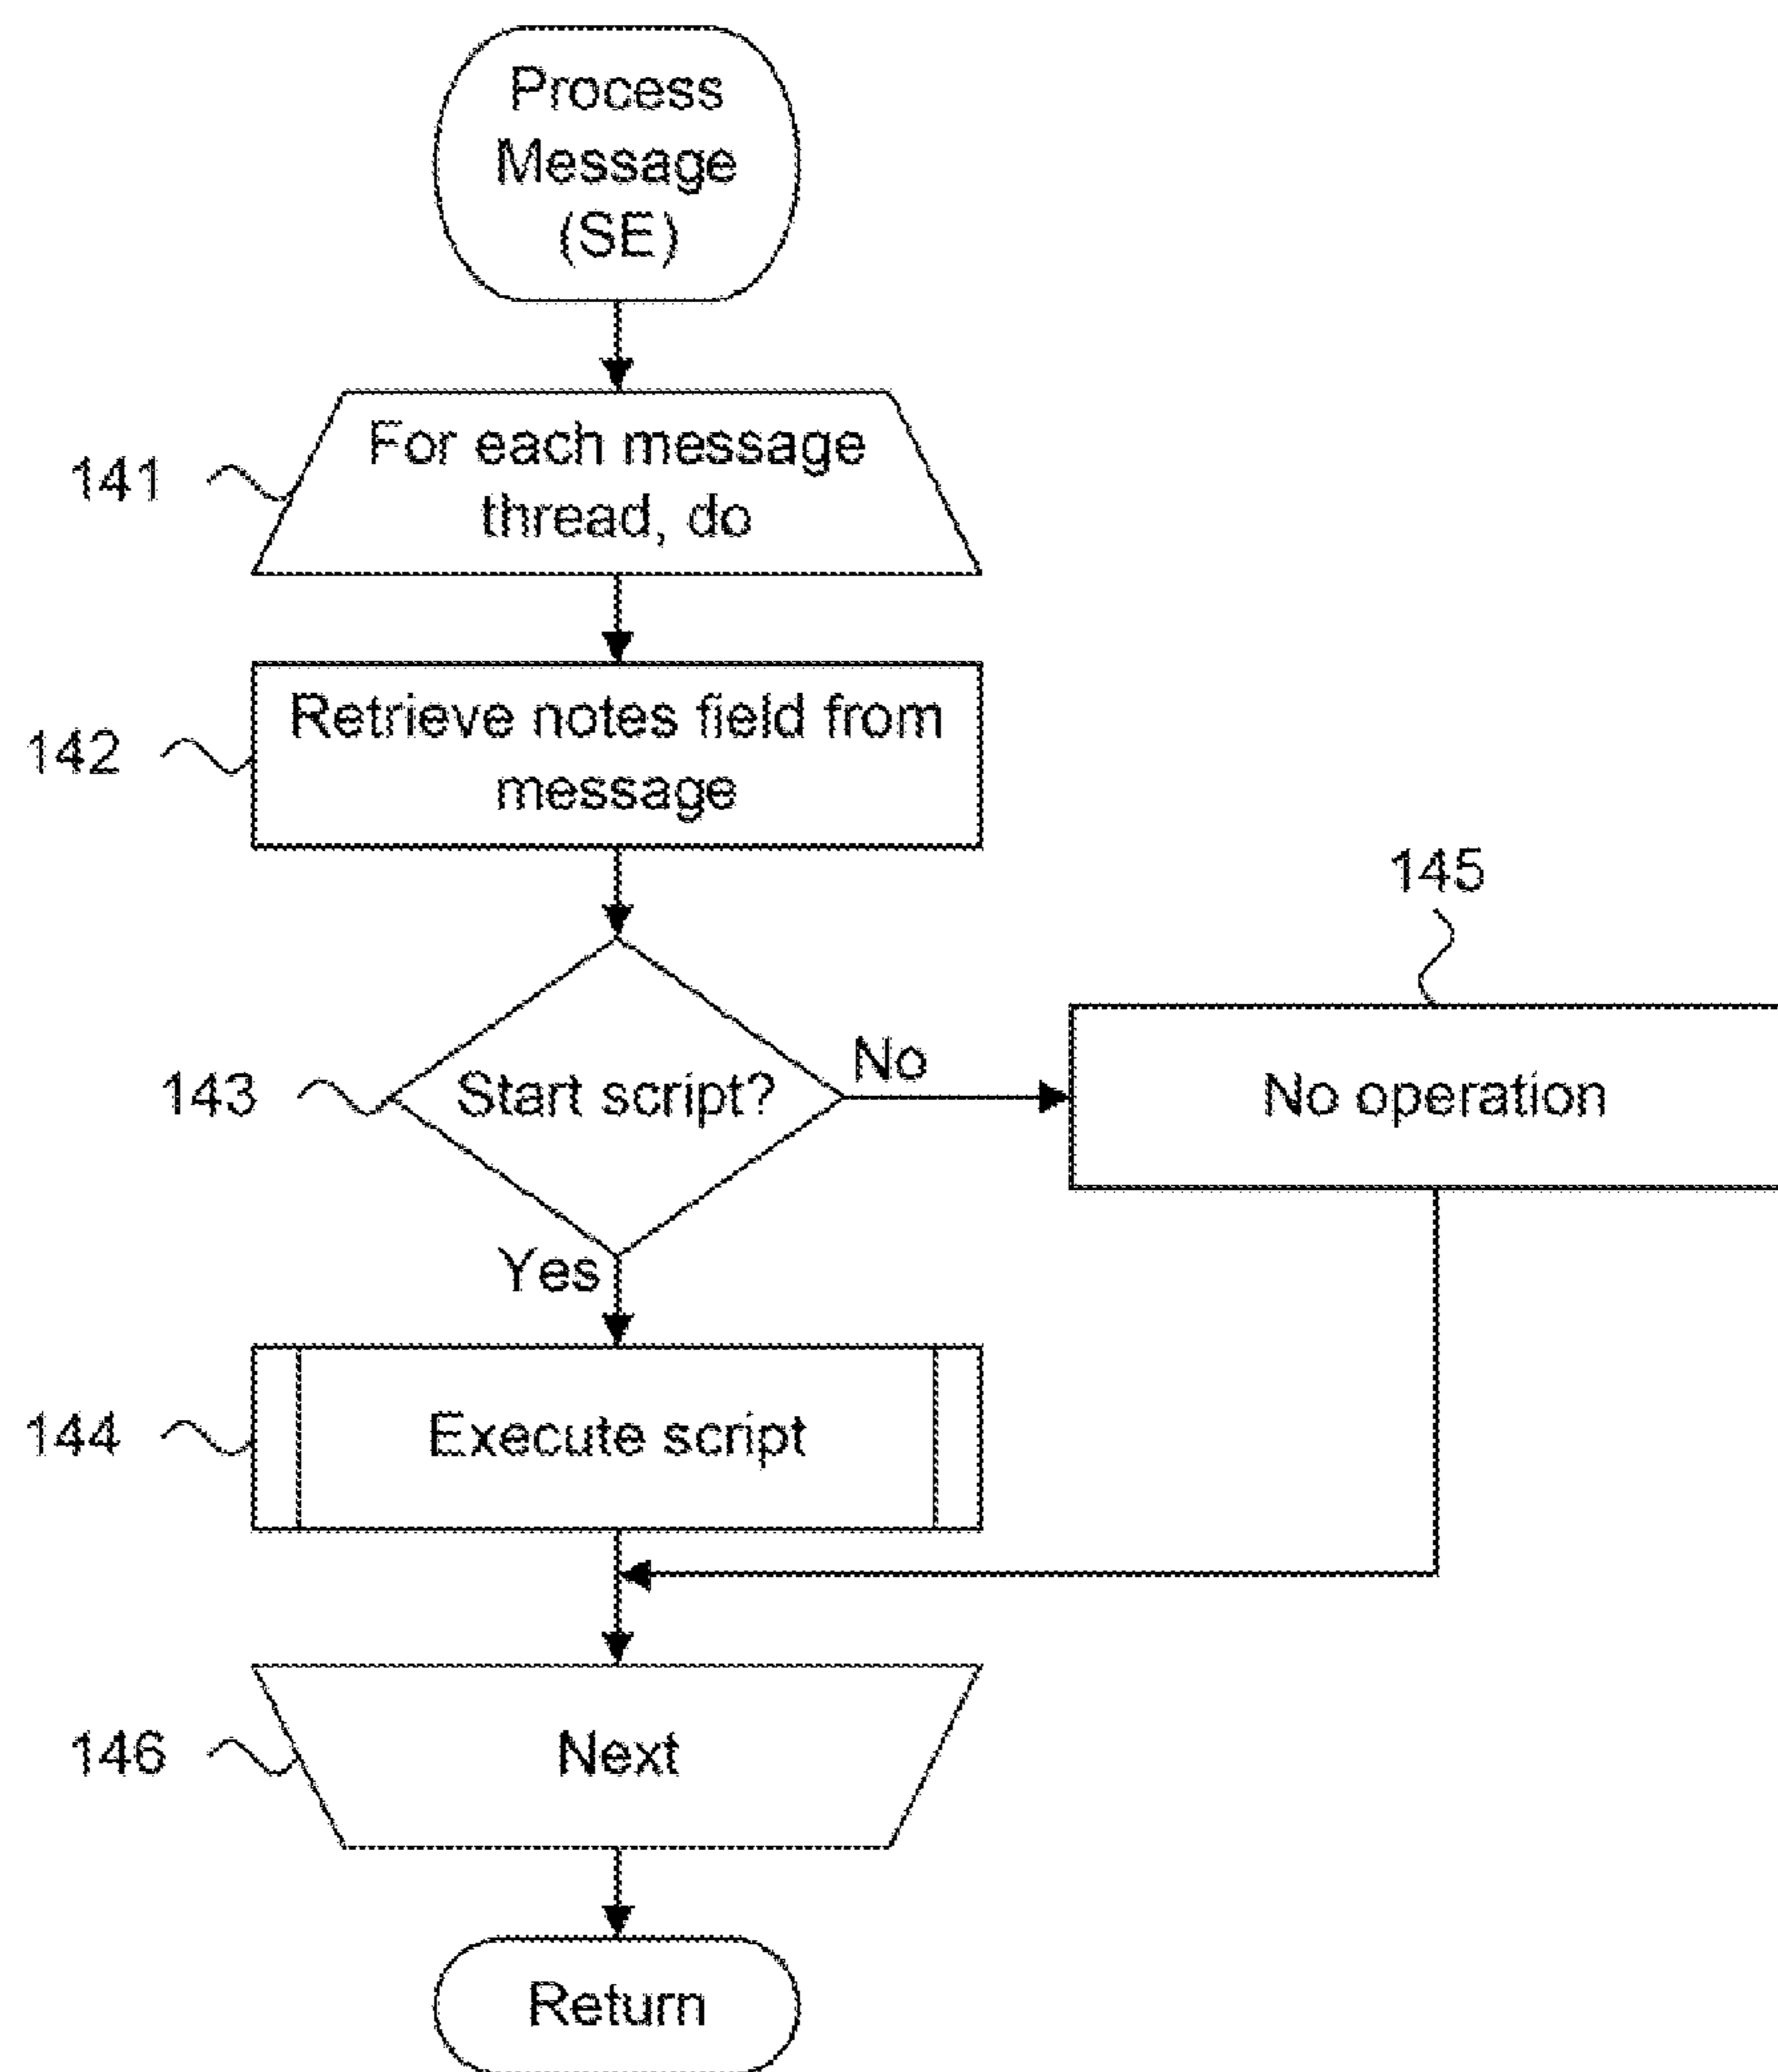 Process
Message
(SE)
141
For each message
thread, do
142
Retrieve notes field from
message
145
143
Start script?
No
No operation
Yes
144
Execute script
146
Next
Return